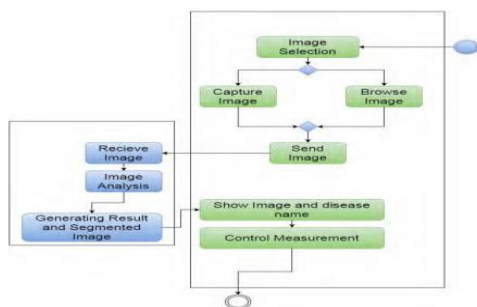 Image
Selection
Capture
Image
Browse
Image
Send
Image
Recieve
Image
Image
Analysis
Generating Result
and Segmented
Image
Show Image and disease
name
Control Measurement